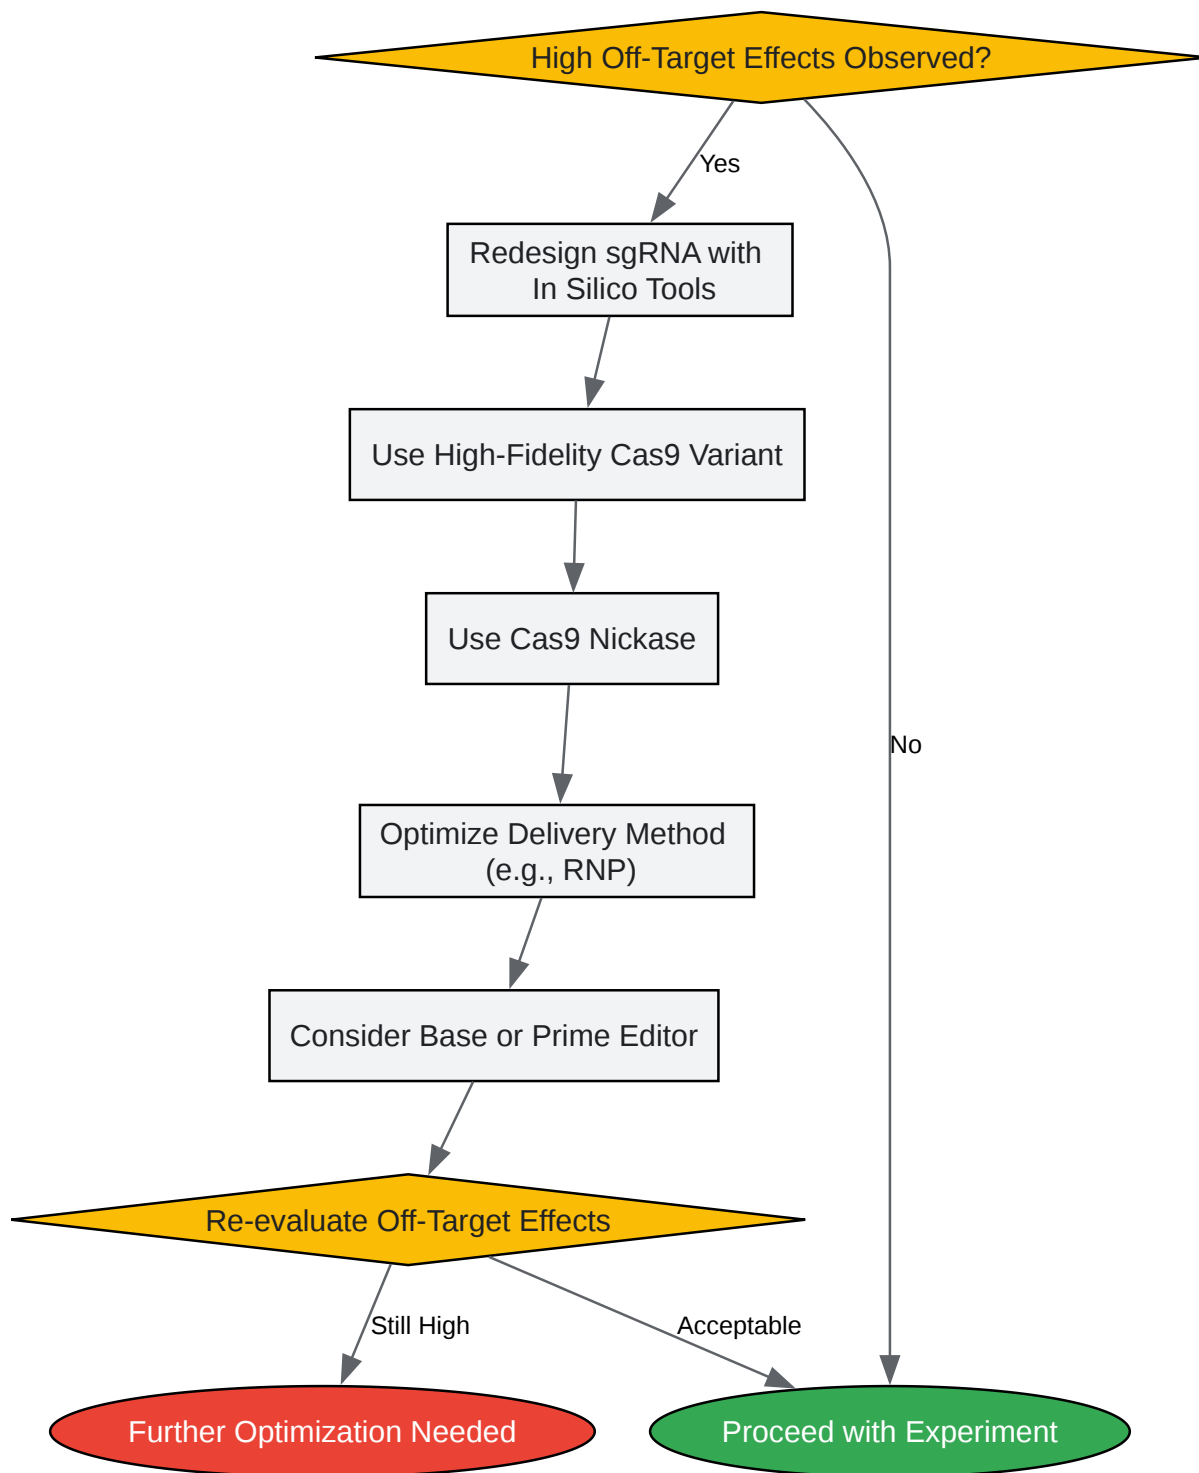 High Off-Target Effects Observed?
Yes
Redesign sgRNA with
In Silico Tools
Use High-Fidelity Cas9 Variant
Use Cas9 Nickase
No
Optimize Delivery Method
(e.g., RNP)
Consider Base or Prime Editor
Re-evaluate Off-Target Effects
Still High
Acceptable
Further Optimization Needed
Proceed with Experiment